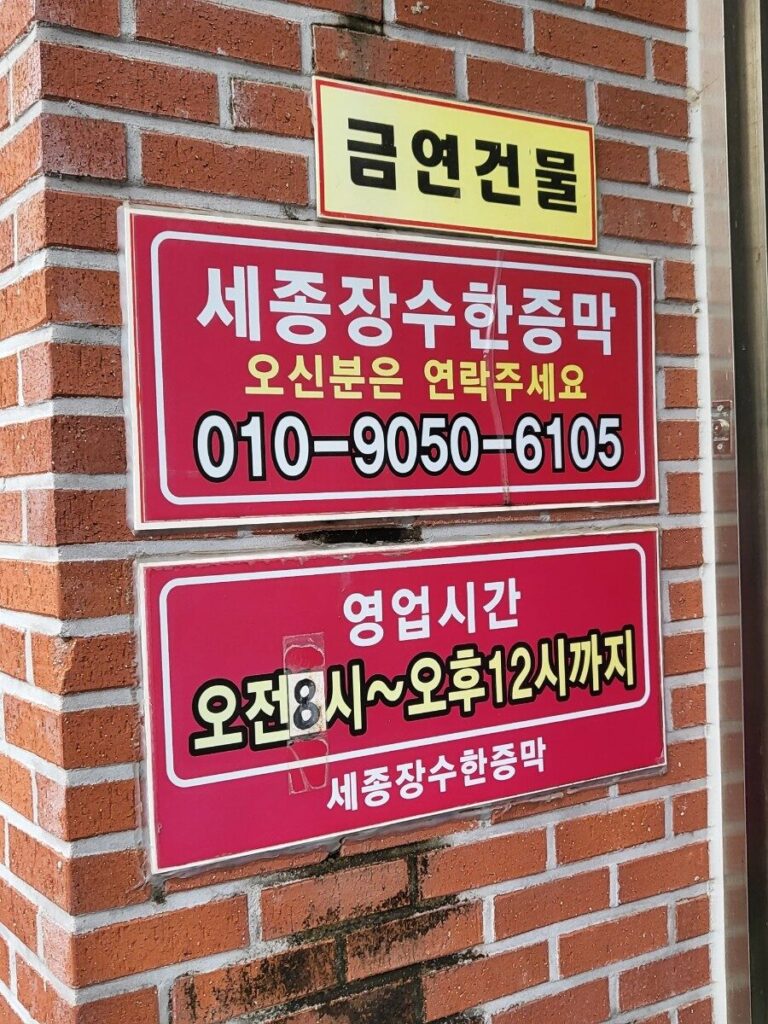 금연건물
세종장수한증막
오신분은 연락주세요
010-9050-6105
영업시간
오전8시~오후12시까지
세종장수한증막